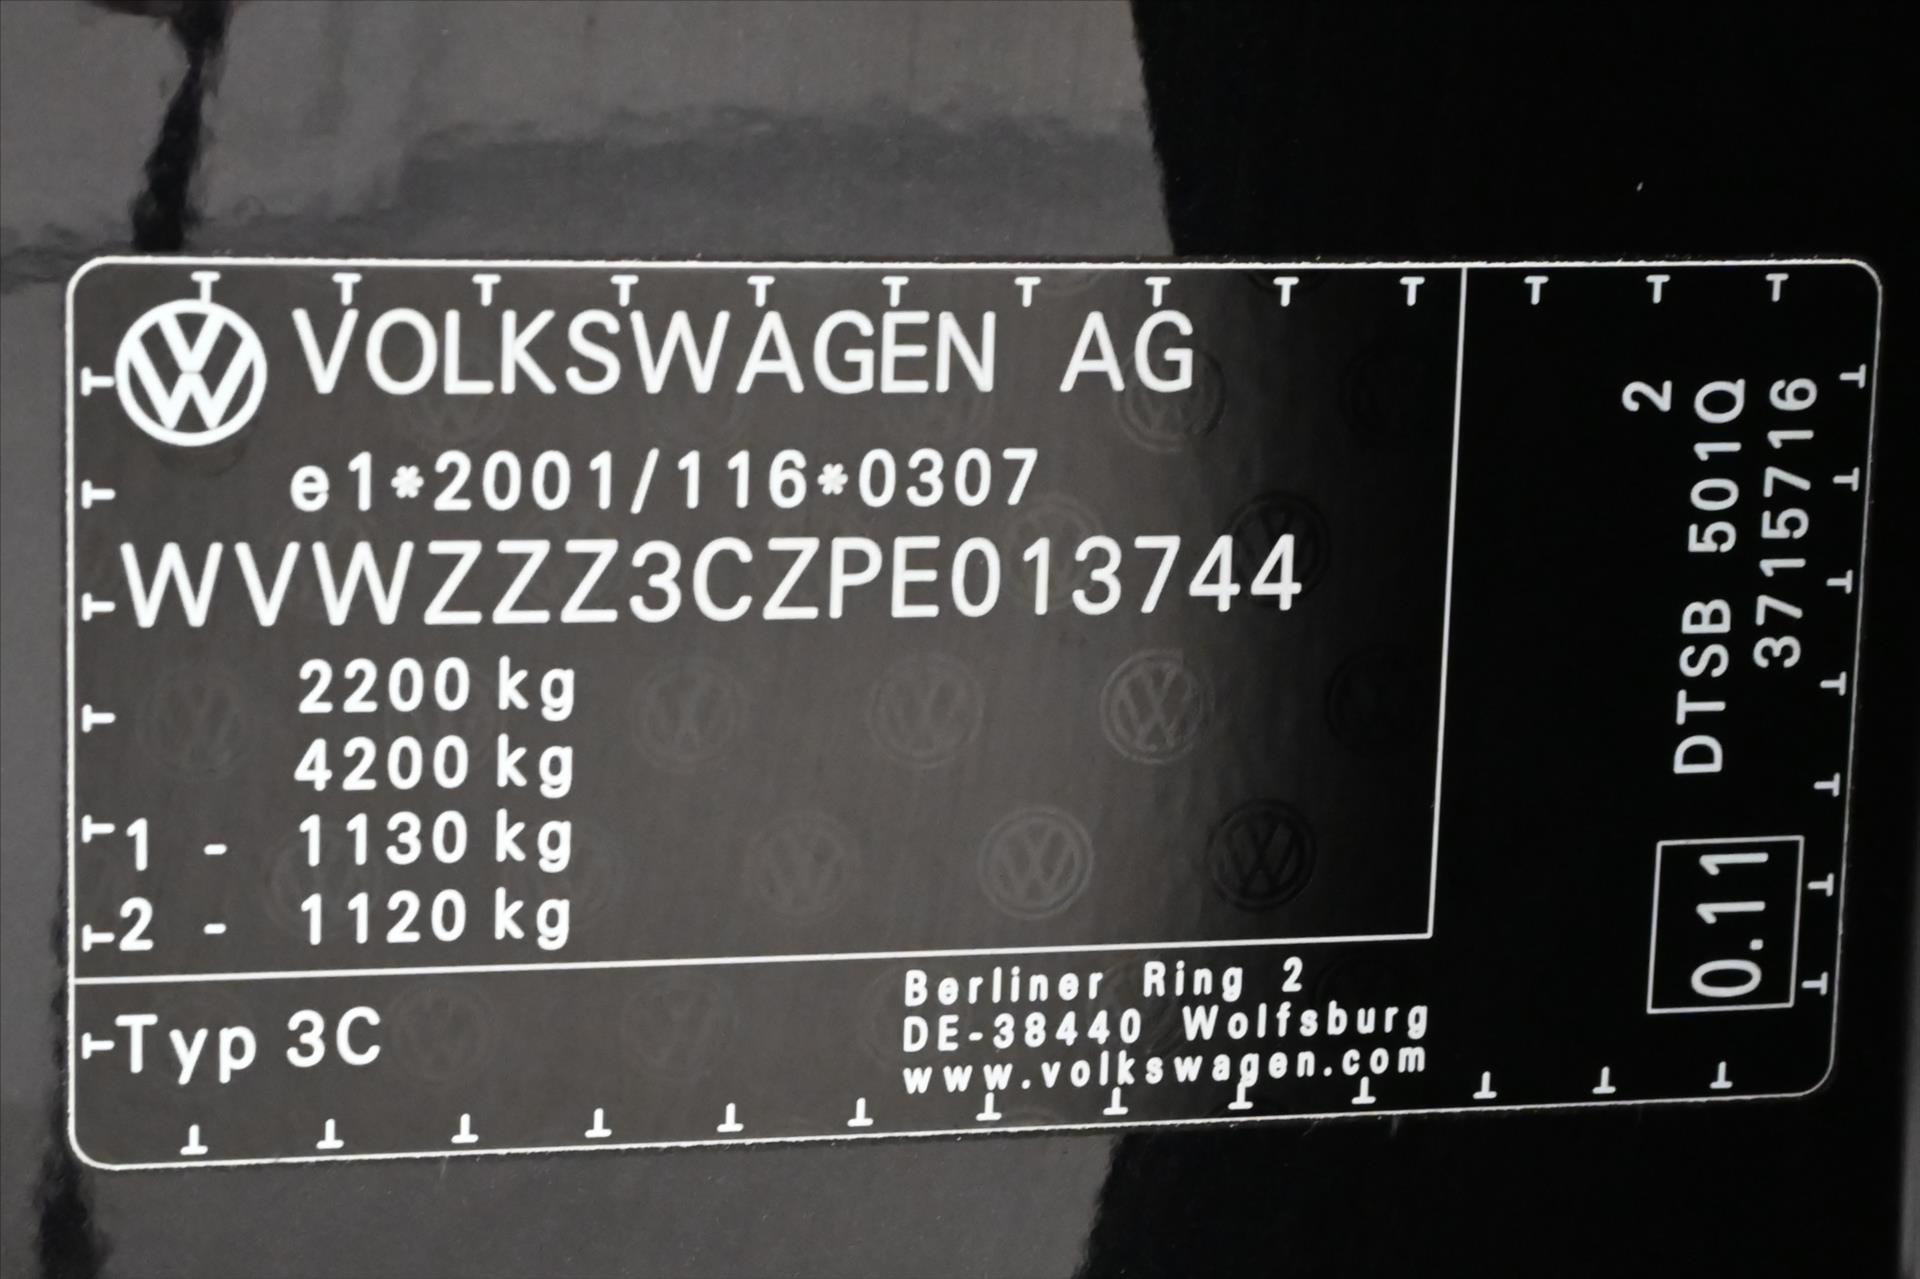 VOLKSWAGEN AG
e1*2001/116*0307
WVWZZZ3CZPE013744
2200 kg
4200 kg
1 - 1130 kg
2 - 1120 kg
Typ 3C
Berliner Ring 2
DE-38440 Wolfsburg
www.volkswagen.com
2
DTSB 501Q
3715716
0.11